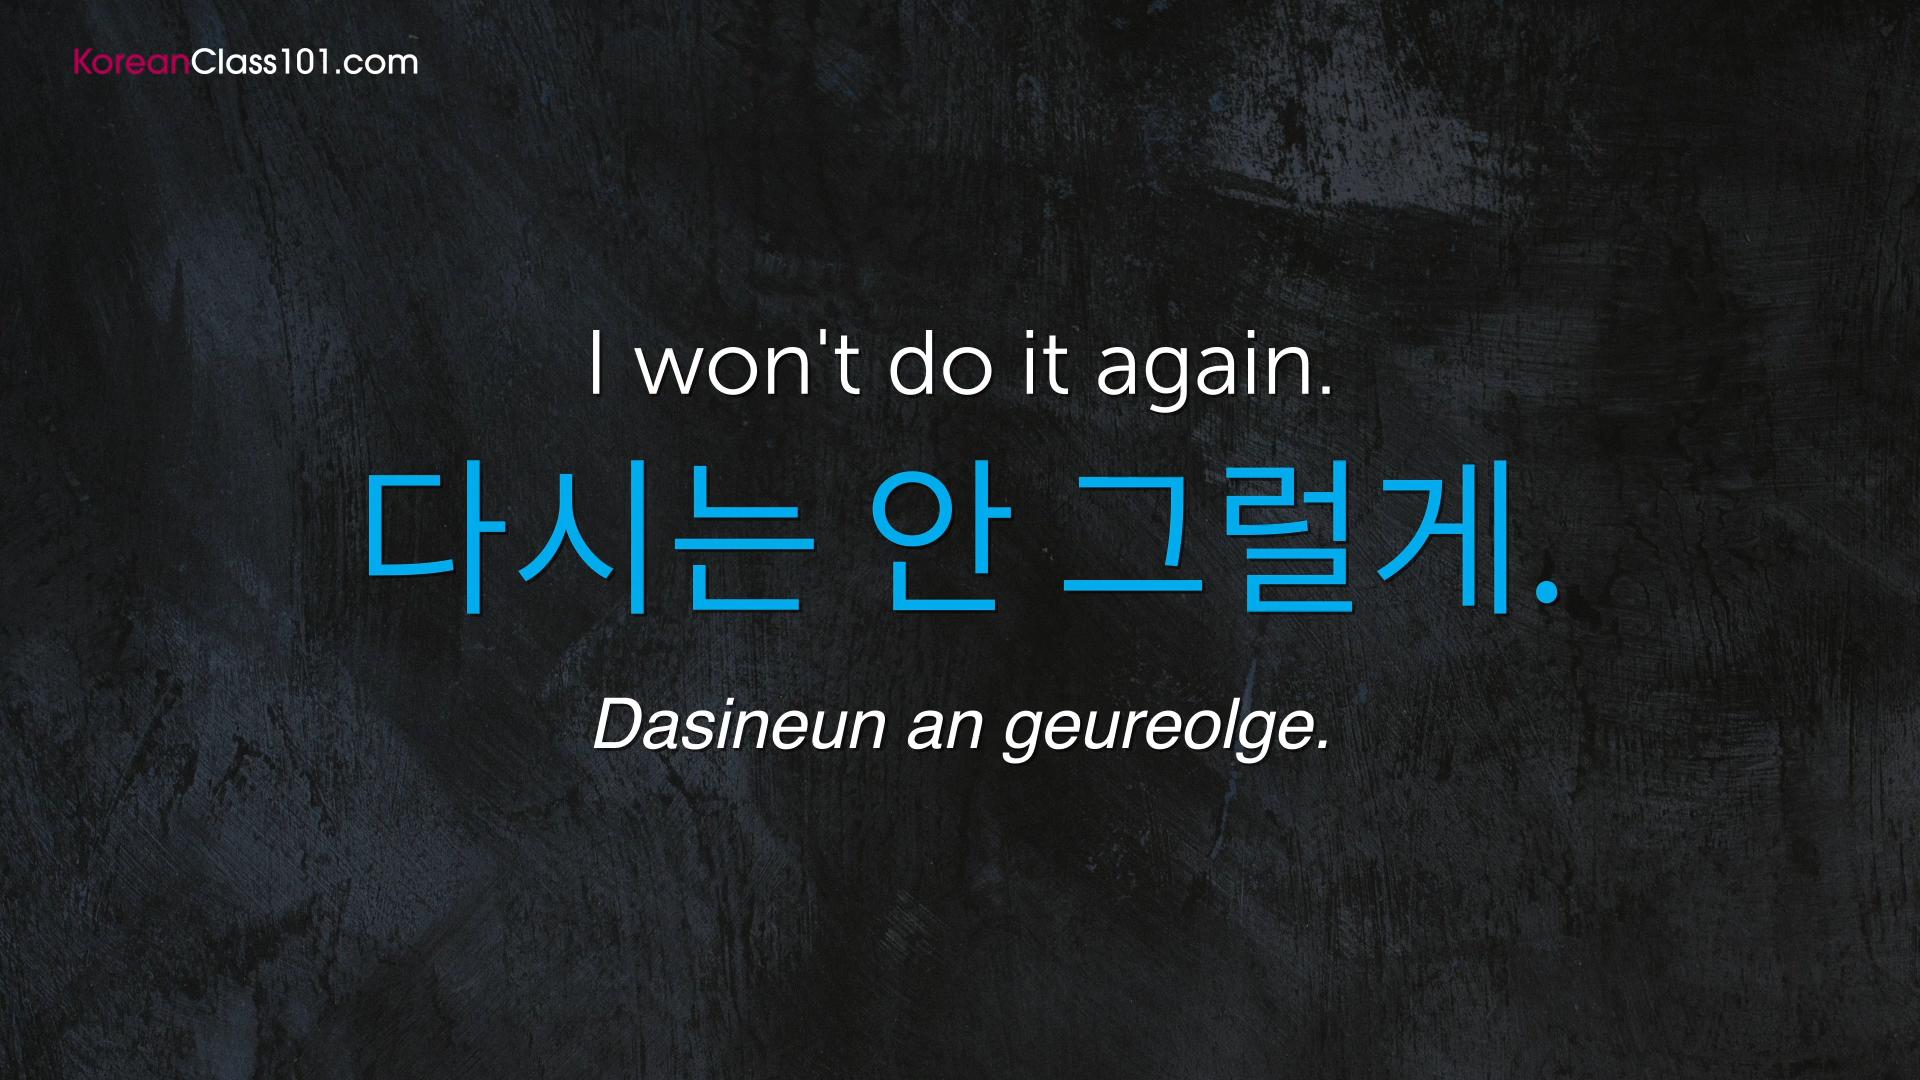 KoreanClass101.com
I won't do it again.
다시는 안 그럴게.
Dasineun an geureolge.